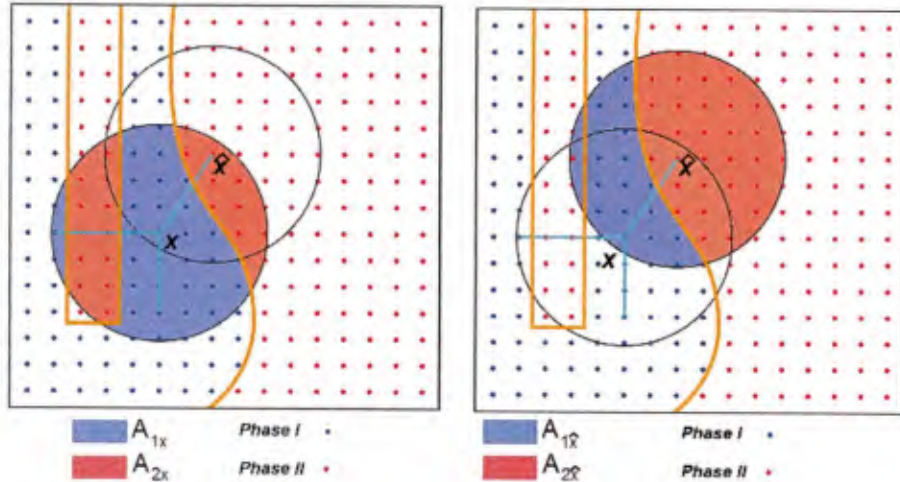 x̂
x
x̂
x
A1x
Phase I
A2x
Phase II
A1x̂
Phase I
A2x̂
Phase II